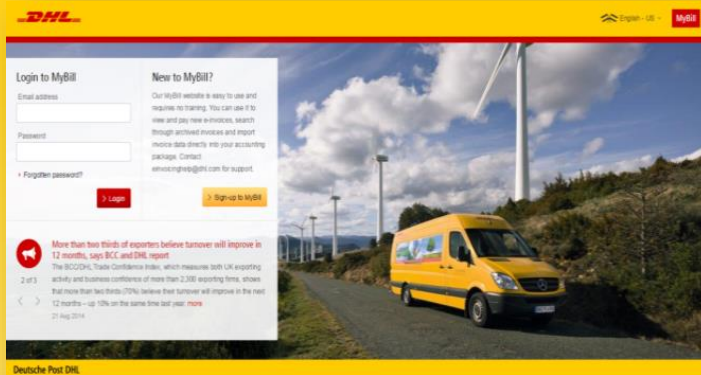 DHL
English - US
MyBill
Login to MyBill
Email address
Password
Forgotten password?
Login
New to MyBill?
Our MyBill website is easy to use and
requires no training. You can use it to
view and pay new e-invoices, search
through archived invoices and import
invoice data directly into your accounting
package. Contact
einvoicinghelp@dhl.com for support.
Sign-up to MyBill
More than two thirds of exporters believe turnover will improve in
12 months, says BCC and DHL report
The BCC/DHL Trade Confidence Index, which measures both UK exporting
activity and business confidence of more than 2,300 exporting firms, shows
that more than two thirds (70%) believe their turnover will improve in the next
12 months – up 18% on the same time last year. more
21 Aug 2014
2 of 3
Deutsche Post DHL